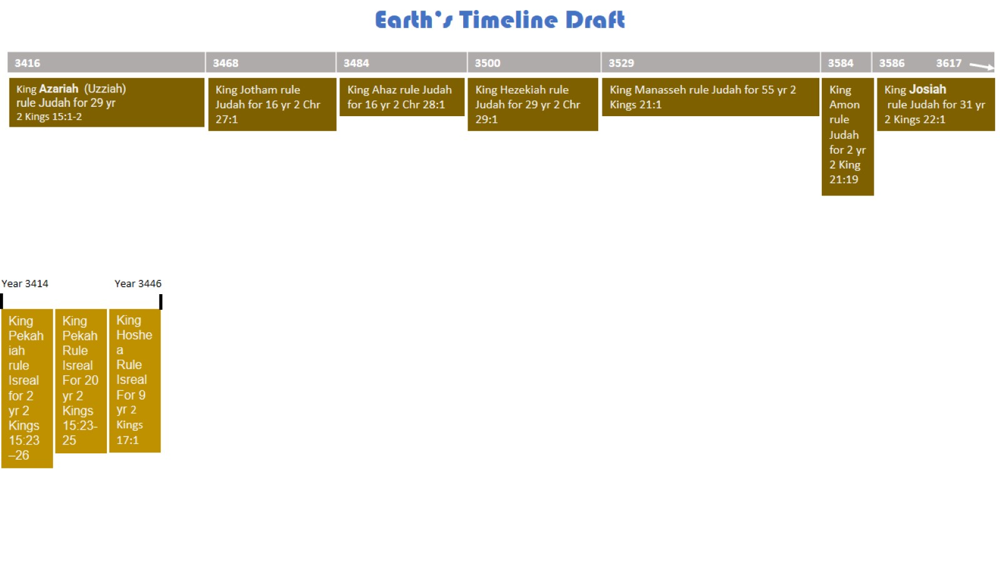 Earth's Timeline Draft
3416 3468 3484 3500 3529 3584 3586 3617
King Azariah (Uzziah)
rule Judah for 29 yr
2 Kings 15:1-2
King Jotham rule
Judah for 16 yr 2 Chr
27:1
King Ahaz rule Judah
for 16 yr 2 Chr 28:1
King Hezekiah rule
Judah for 29 yr 2 Chr
29:1
King Manasseh rule Judah for 55 yr 2
Kings 21:1
King
Amon
rule
Judah
for 2 yr
2 King
21:19
King Josiah
rule Judah for 31 yr
2 Kings 22:1
Year 3414 Year 3446
King
Pekah
iah
rule
Isreal
for 2
yr 2
Kings
15:23
–26
King
Pekah
Rule
Isreal
For 20
yr 2
Kings
15:23-
25
King
Hoshe
a
Rule
Isreal
For 9
yr 2
Kings
17:1